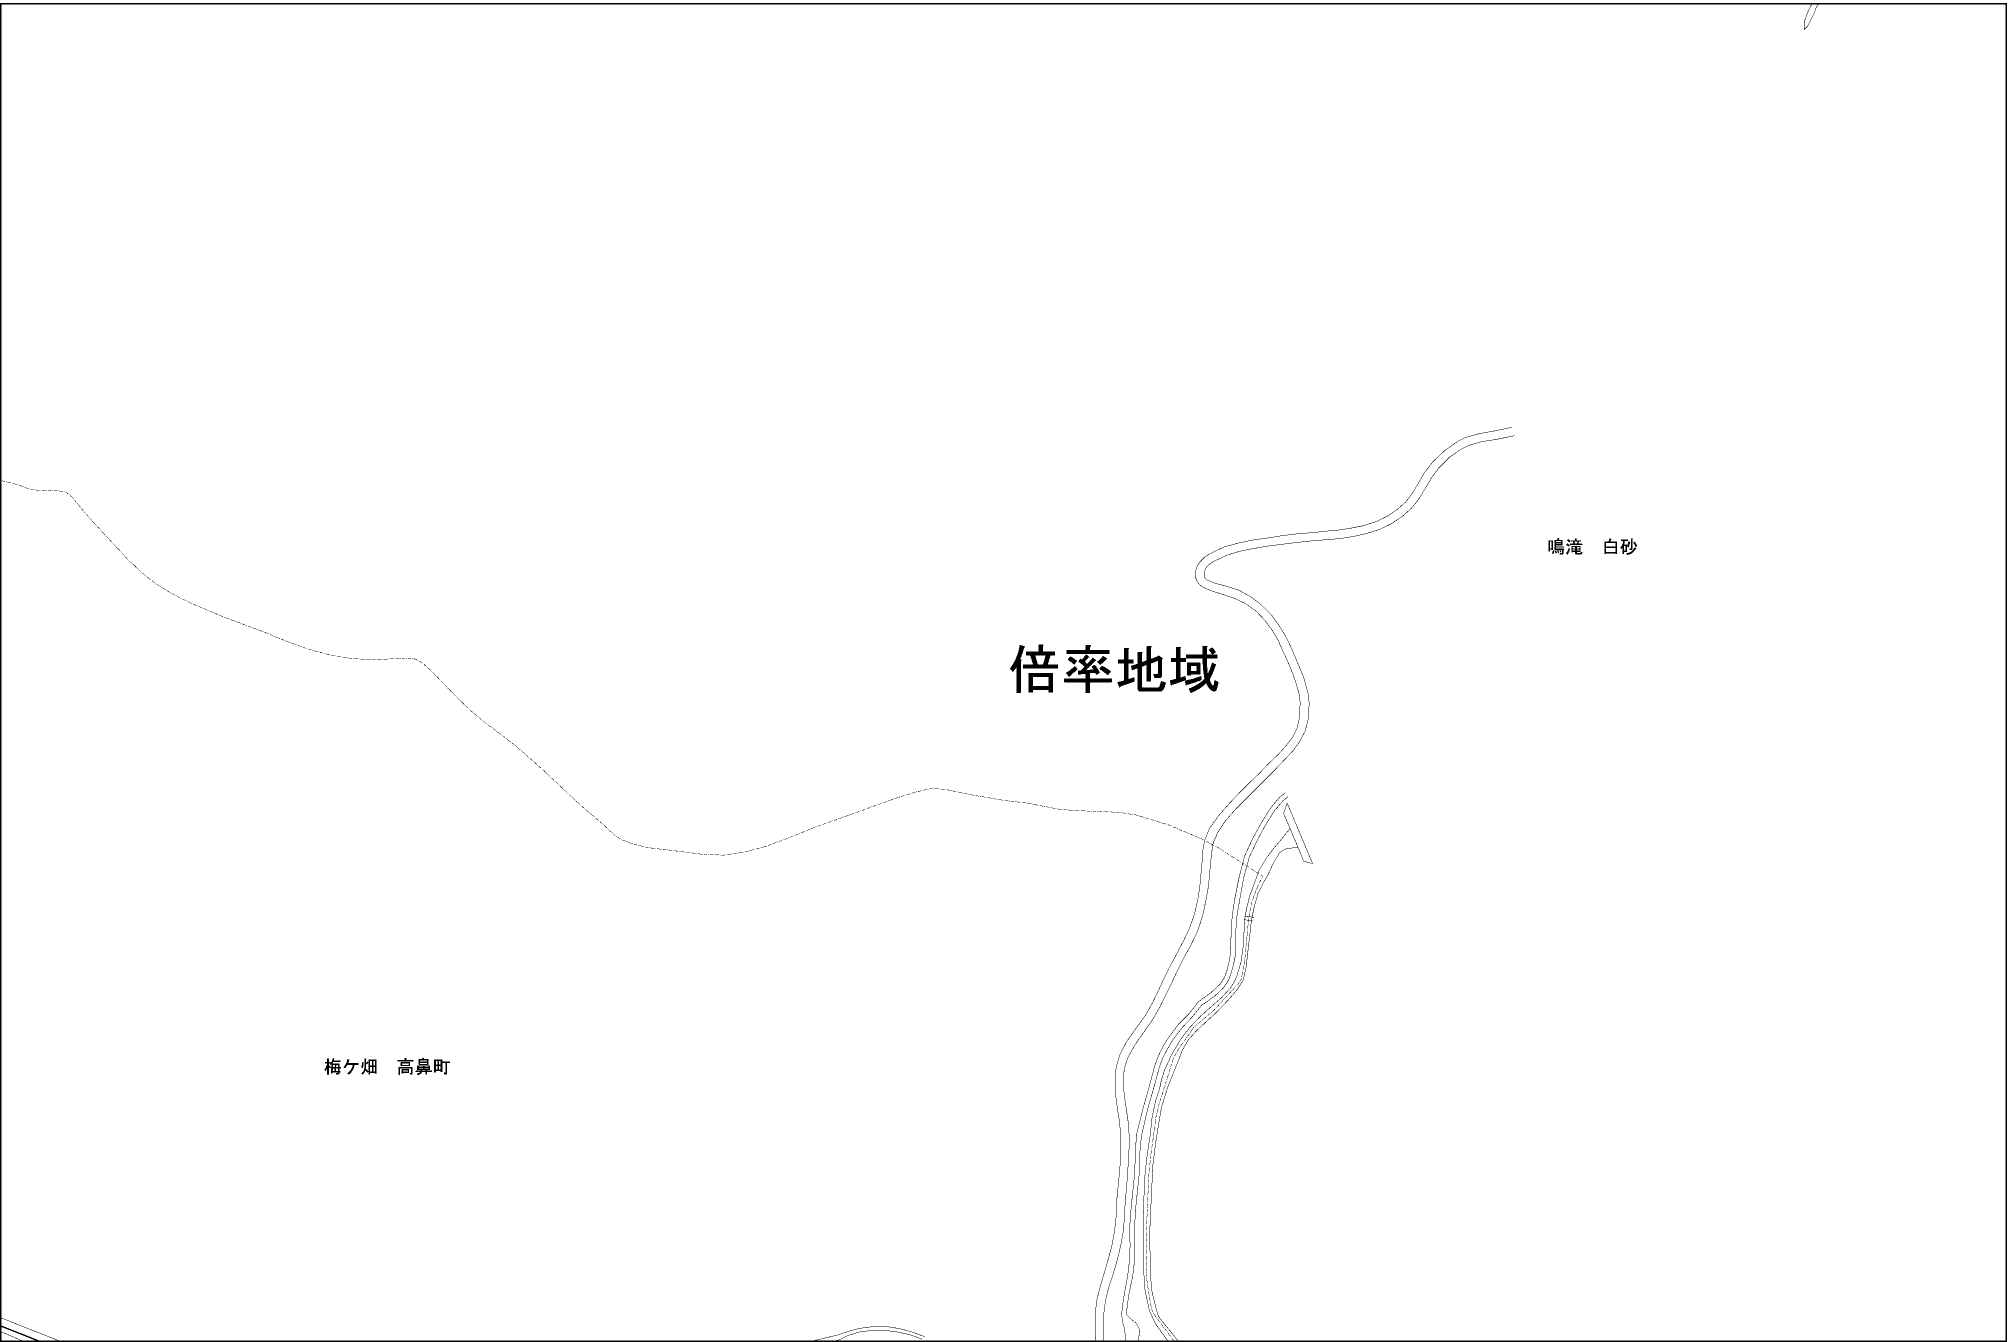 鳴滝　白砂
倍率地域
梅ケ畑　高鼻町